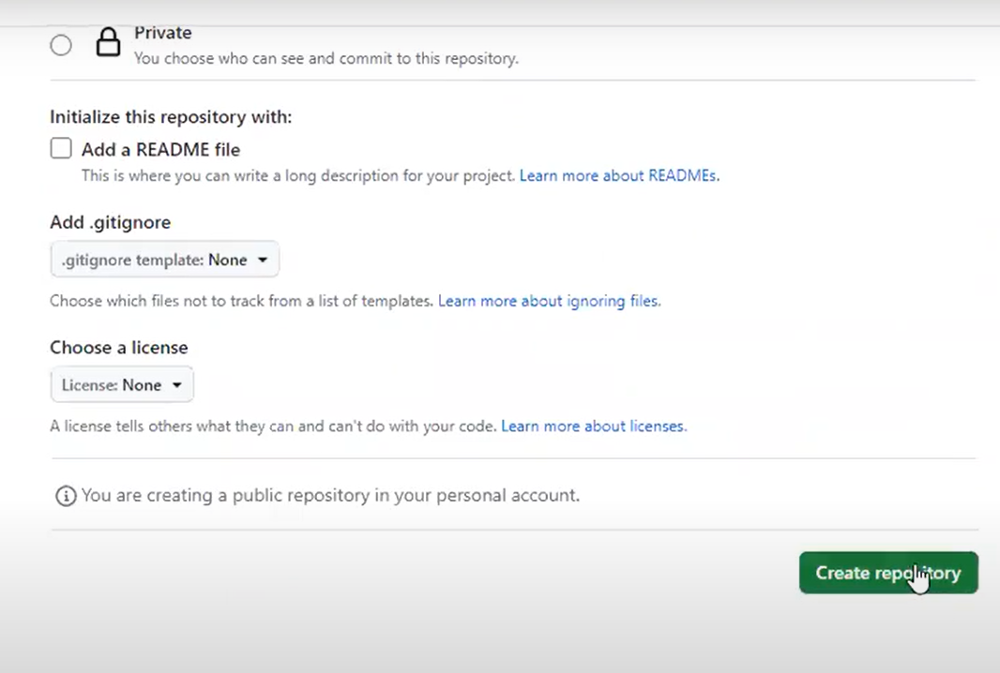 Private
You choose who can see and commit to this repository.
Initialize this repository with:
Add a README file
This is where you can write a long description for your project. Learn more about READMEs.
Add .gitignore
.gitignore template: None
Choose which files not to track from a list of templates. Learn more about ignoring files.
Choose a license
License: None
A license tells others what they can and can't do with your code. Learn more about licenses.
You are creating a public repository in your personal account.
Create repository